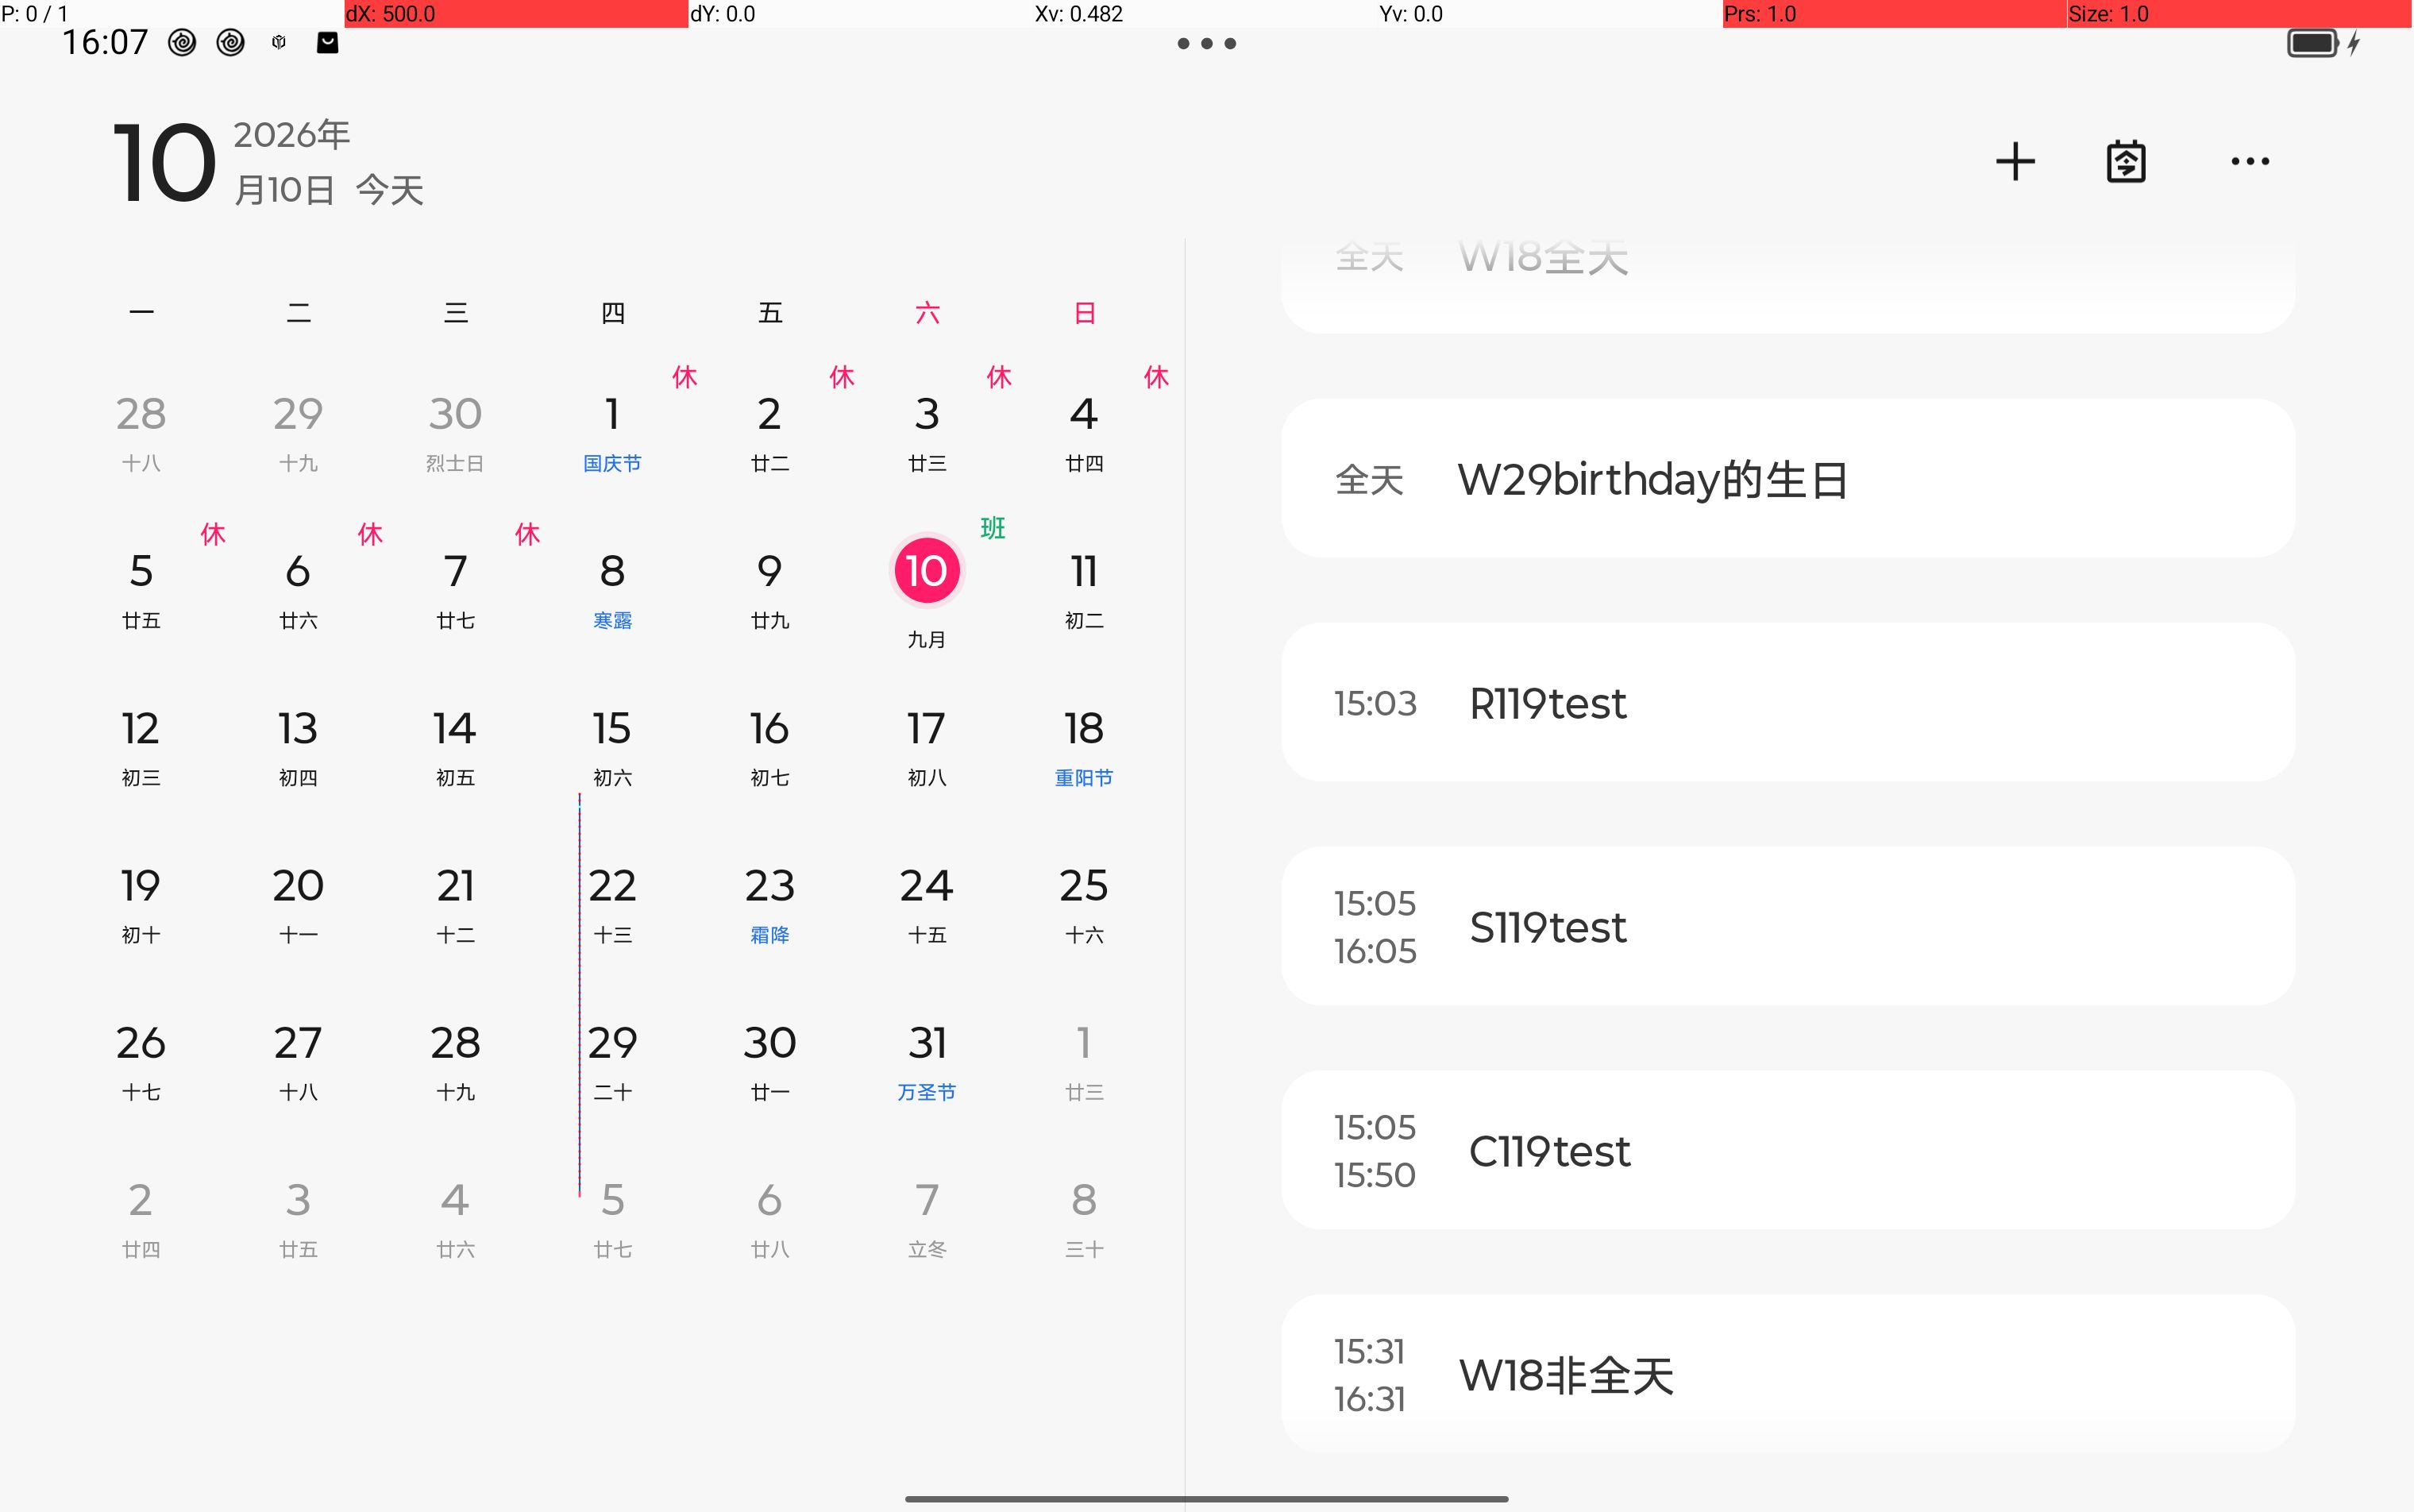 P: 0 / 1 dX: 500.0 dY: 0.0 Xv: 0.482 Yv: 0.0 Prs: 1.0 Size: 1.0
16:07
10 2026年
月10日 今天
今
一 二 三 四 五 六 日
休 休 休 休
28 29 30 1 2 3 4
十八 十九 烈士日 国庆节 廿二 廿三 廿四
休 休 休 班
5 6 7 8 9 10 11
廿五 廿六 廿七 寒露 廿九 九月 初二
12 13 14 15 16 17 18
初三 初四 初五 初六 初七 初八 重阳节
19 20 21 22 23 24 25
初十 十一 十二 十三 霜降 十五 十六
26 27 28 29 30 31 1
十七 十八 十九 二十 廿一 万圣节 廿三
2 3 4 5 6 7 8
廿四 廿五 廿六 廿七 廿八 立冬 三十
全天 W18全天
全天 W29birthday的生日
15:03 R119test
15:05
16:05 S119test
15:05
15:50 C119test
15:31
16:31 W18非全天